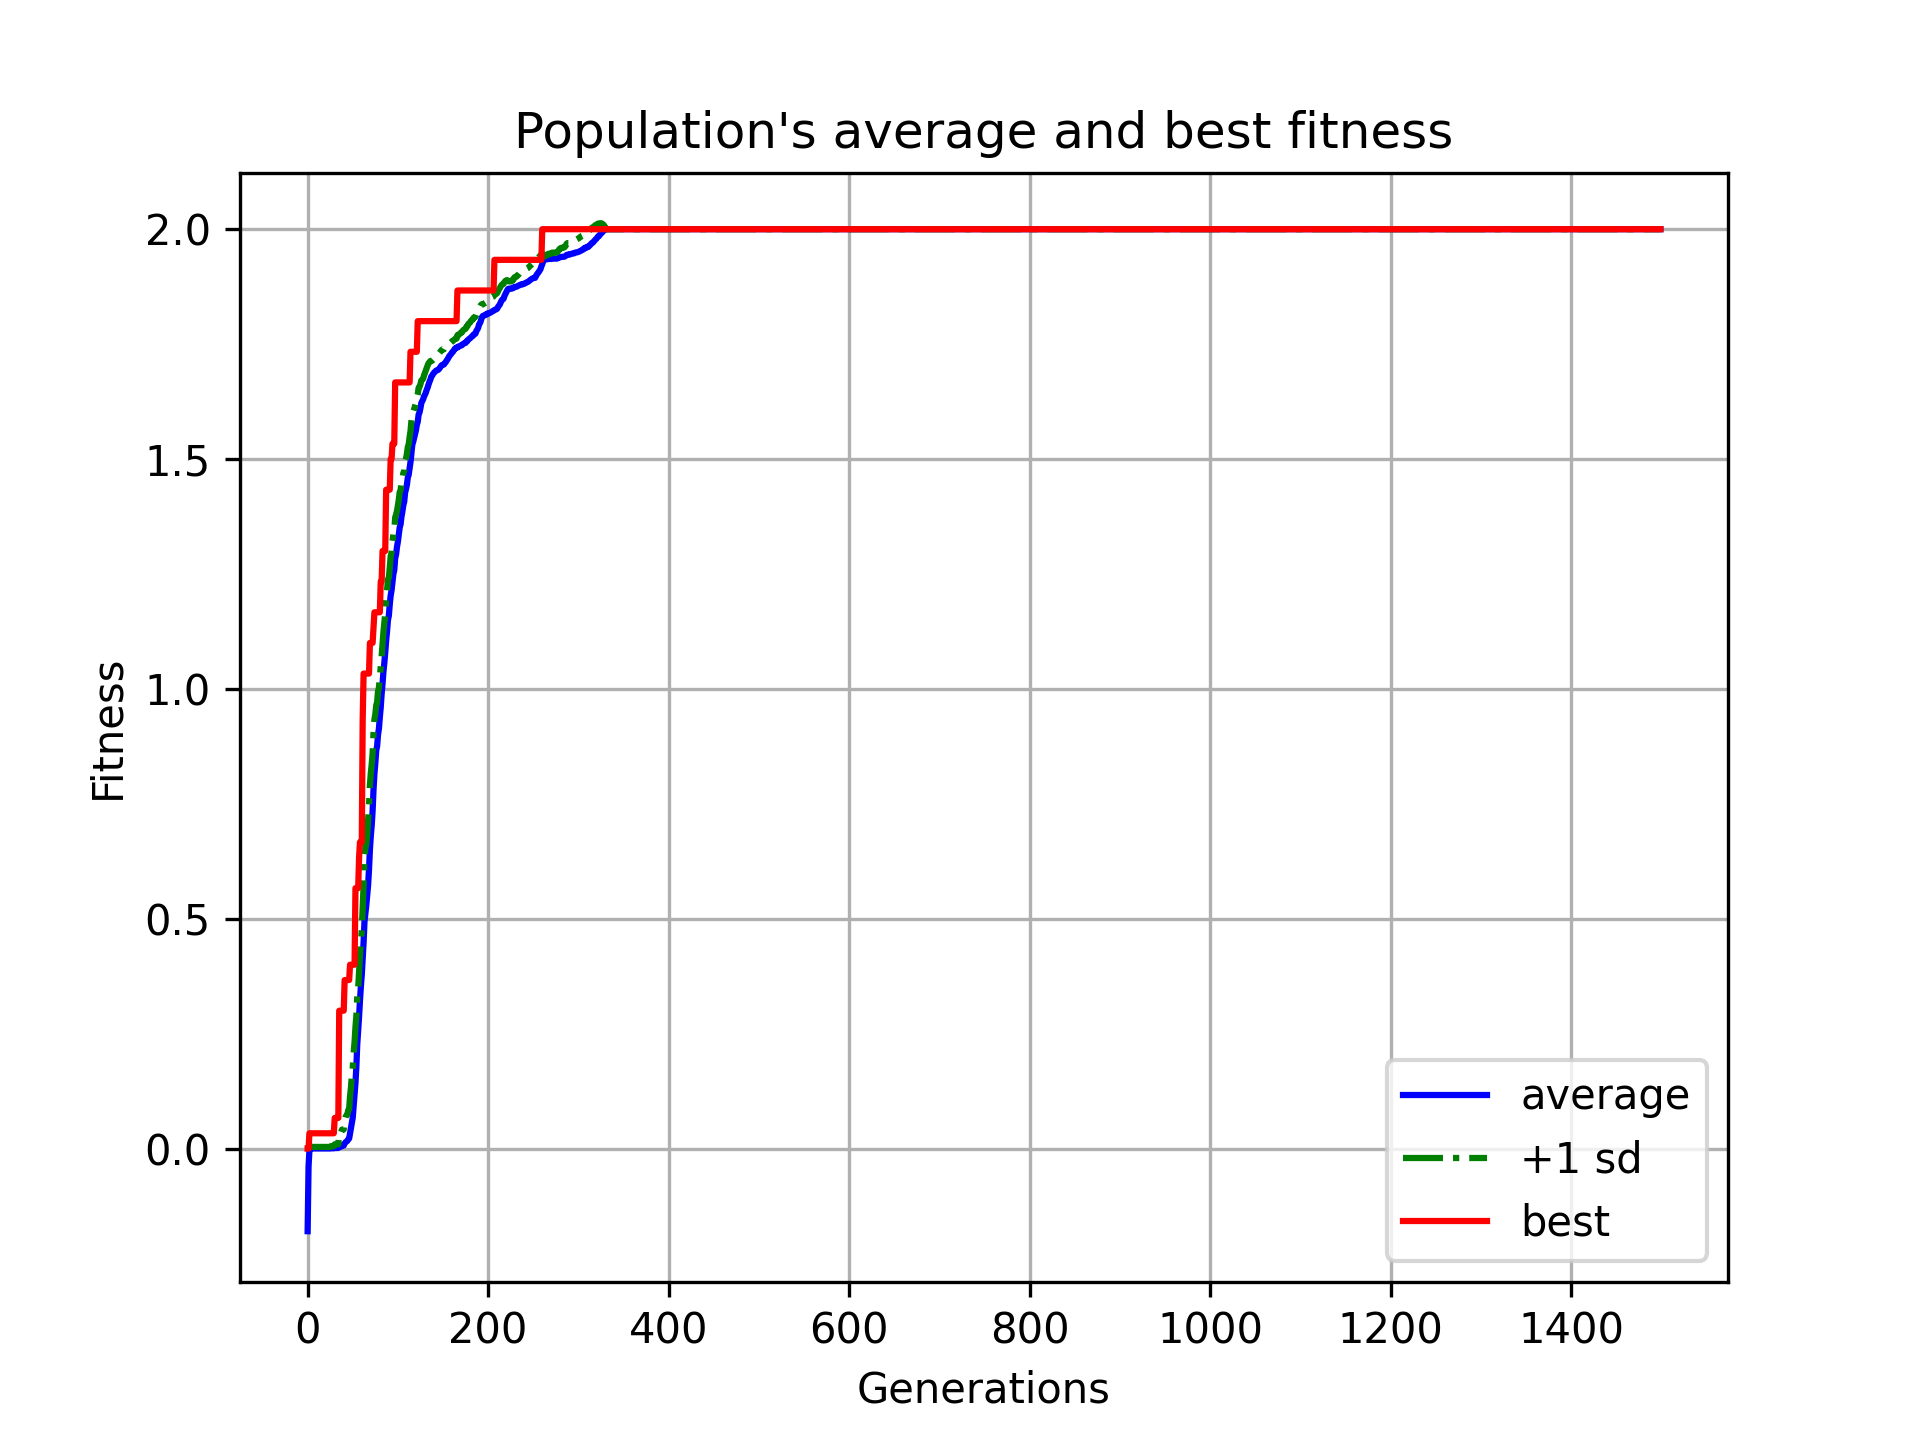 Population's average and best fitness
2.0
1.5
1.0
0.5
0.0
Fitness
average
+1 sd
best
0 200 400 600 800 1000 1200 1400
Generations